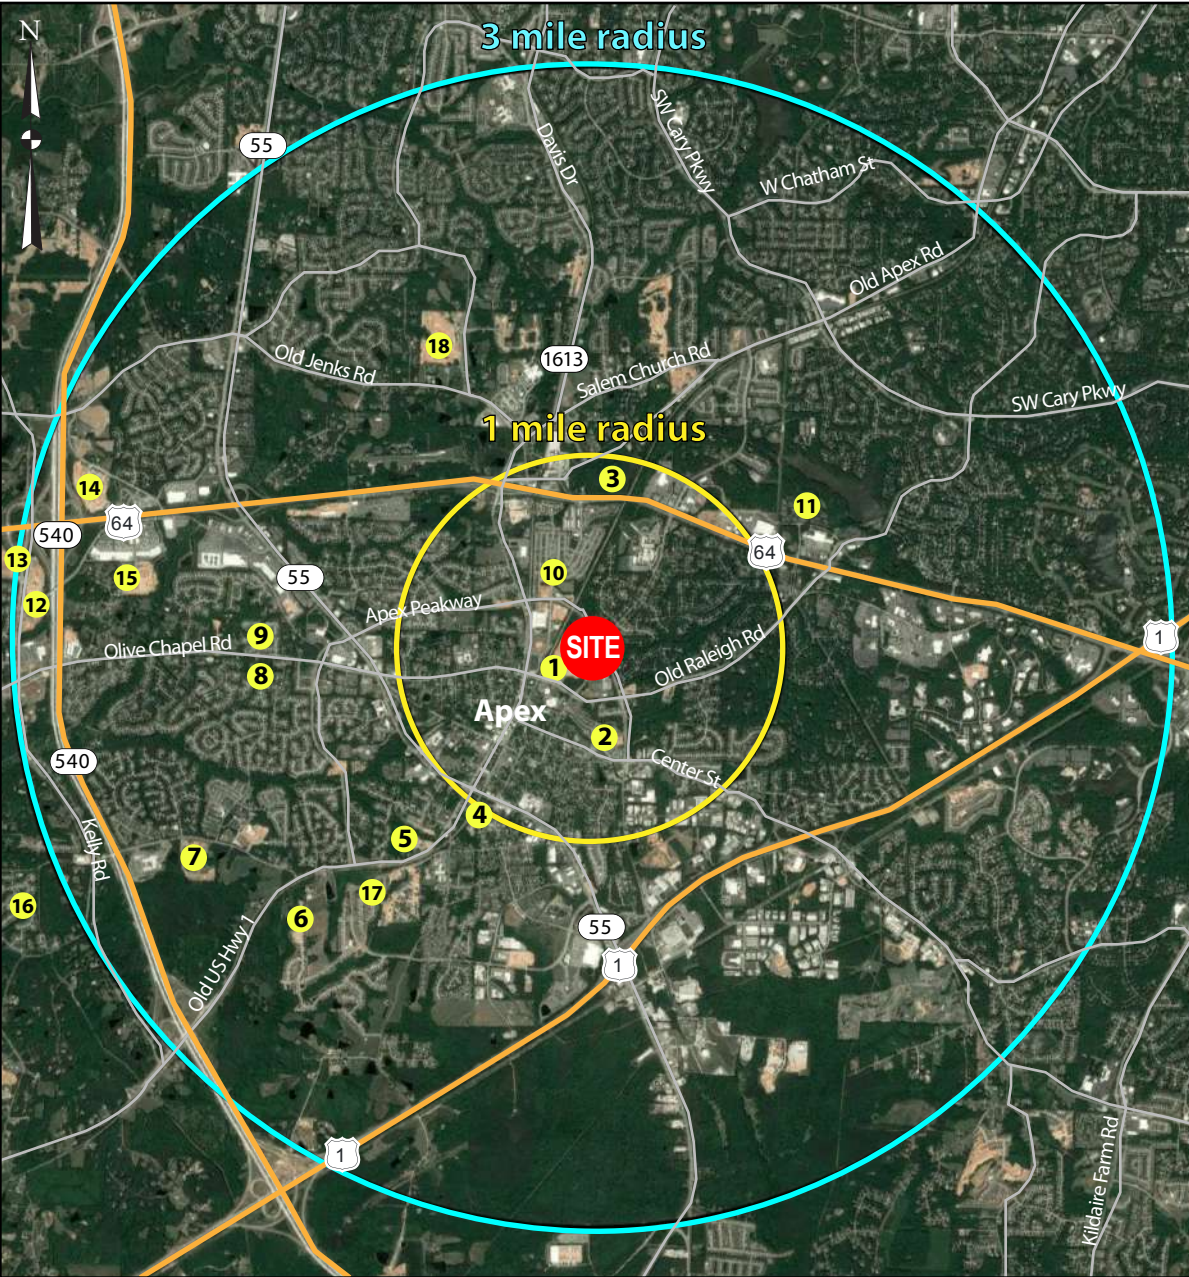 N
3 mile radius
55
Davis Dr
SW Cary Pkwy
W Chatham St
Old Apex Rd
18
Old Jenks Rd
1613
Salem Church Rd
SW Cary Pkwy
1 mile radius
14
3
11
64
540
13
64
15
55
10
12
Apex Peakway
Olive Chapel Rd
9
SITE
Old Raleigh Rd
1
8
1
Apex
2
540
Center St
4
Kelly Rd
7
5
16
17
6
55
Old US Hwy 1
1
1
Kildaire Farm Rd